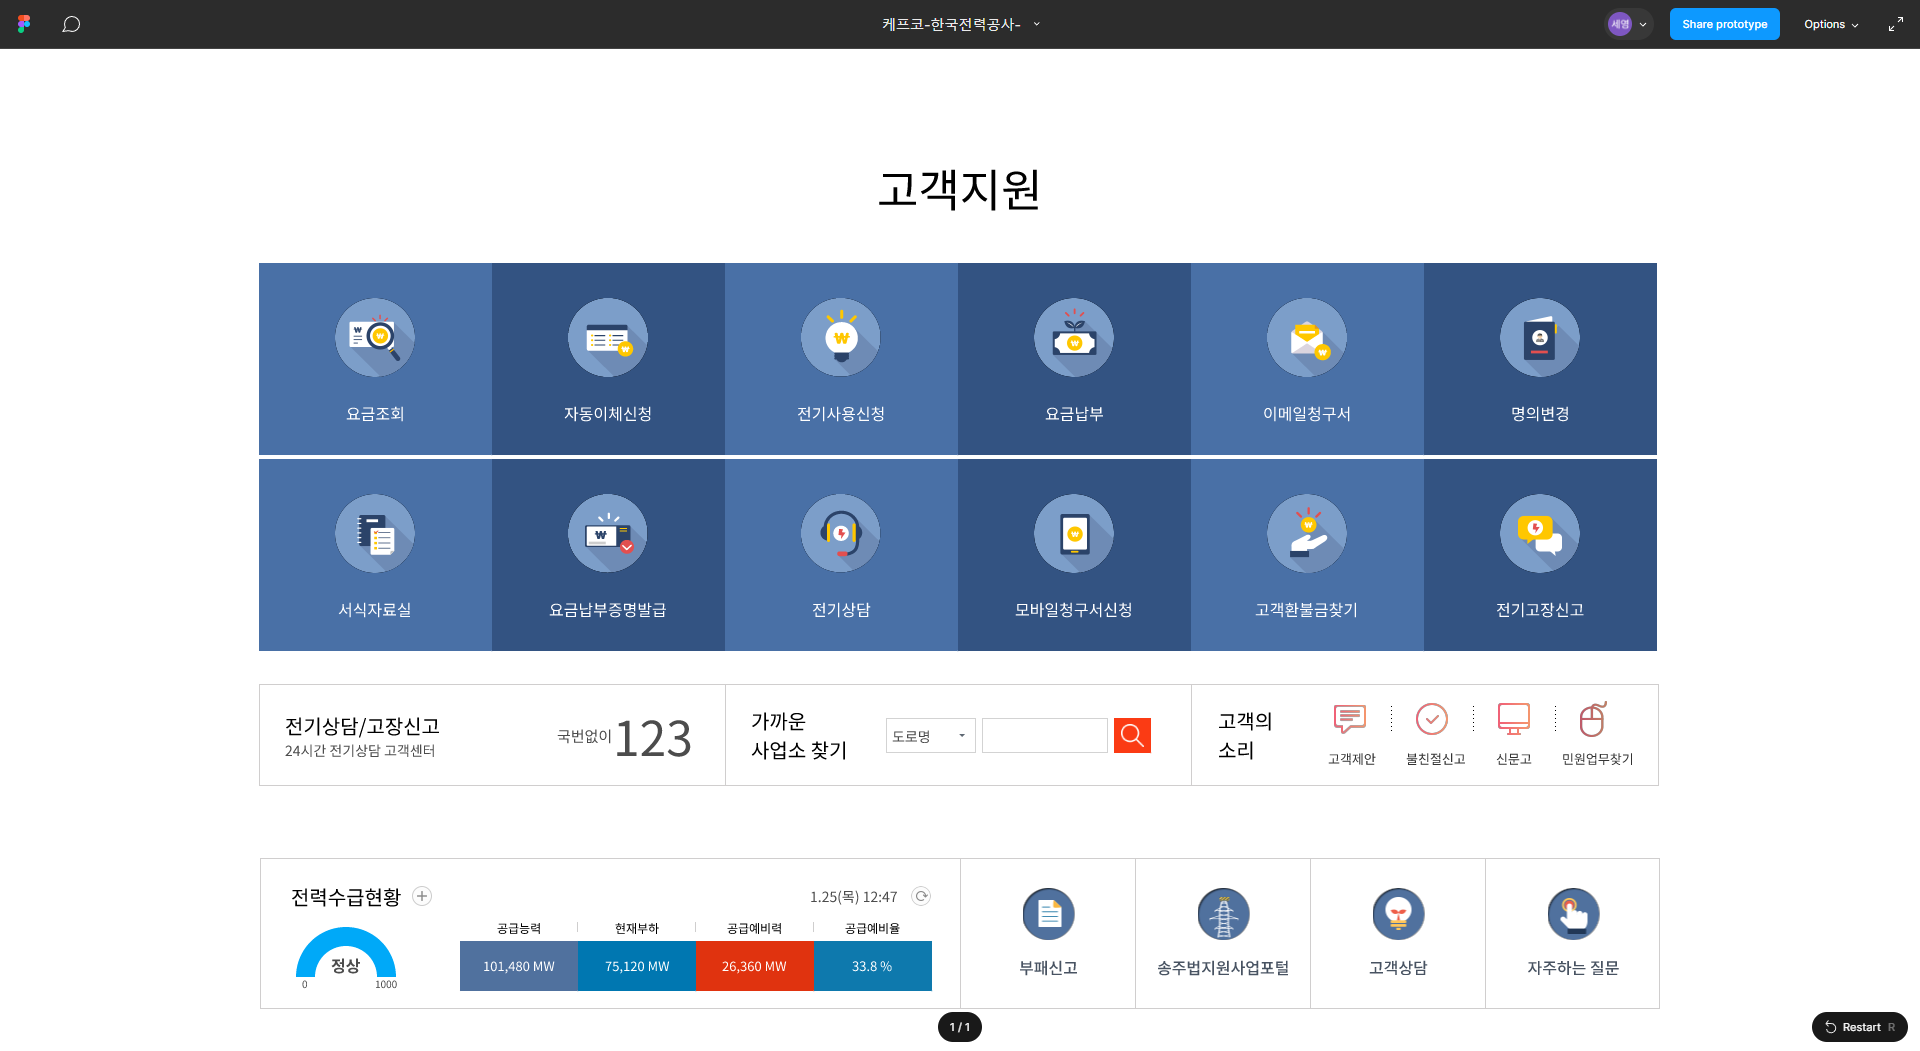 케프코-한국전력공사-
세영
Share prototype
Options
고객지원
요금조회
자동이체신청
전기사용신청
요금납부
이메일청구서
명의변경
서식자료실
요금납부증명발급
전기상담
모바일청구서신청
고객환불금찾기
전기고장신고
전기상담/고장신고
24시간 전기상담 고객센터
국번없이 123
가까운
사업소 찾기
도로명
고객의
소리
고객제안
불친절신고
신문고
민원업무찾기
전력수급현황
1.25(목) 12:47
정상
0
1000
공급능력
현재부하
공급예비력
공급예비율
101,480 MW
75,120 MW
26,360 MW
33.8 %
부패신고
송주법지원사업포털
고객상담
자주하는 질문
1 / 1
Restart R